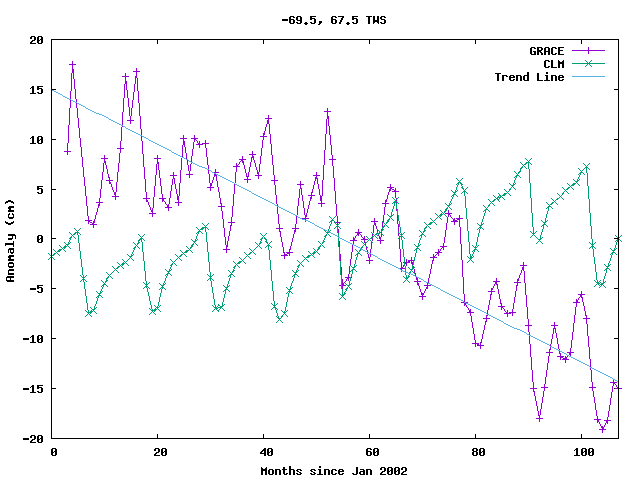 -69.5, 67.5 TWS
GRACE
CLM
Trend Line
20
15
10
5
0
-5
-10
-15
-20
Anomaly (cm)
0 20 40 60 80 100
Months since Jan 2002